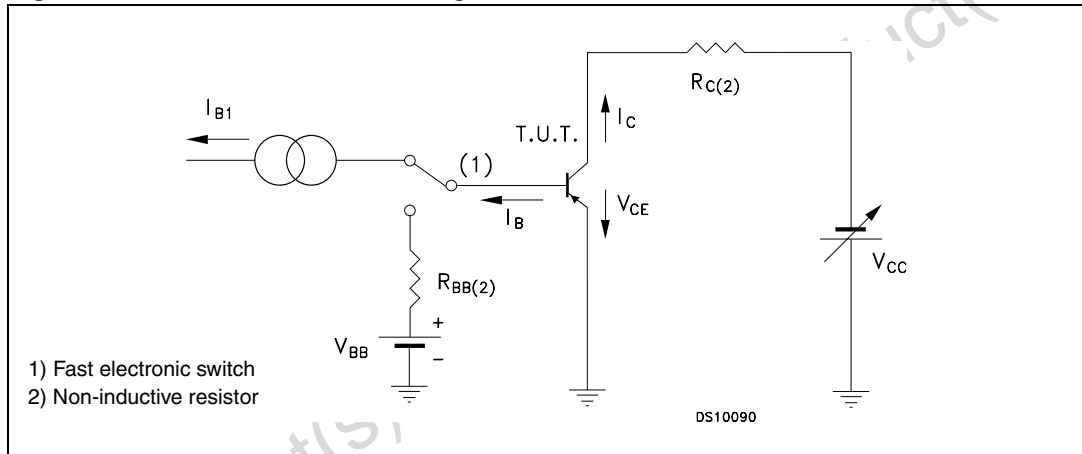 I_B1
R_C(2)
I_C
T.U.T.
(1)
I_B
V_CE
V_CC
R_BB(2)
+
V_BB
–
1) Fast electronic switch
2) Non-inductive resistor
DS10090